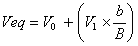 Veq = V₀ + (V₁ × b/B)